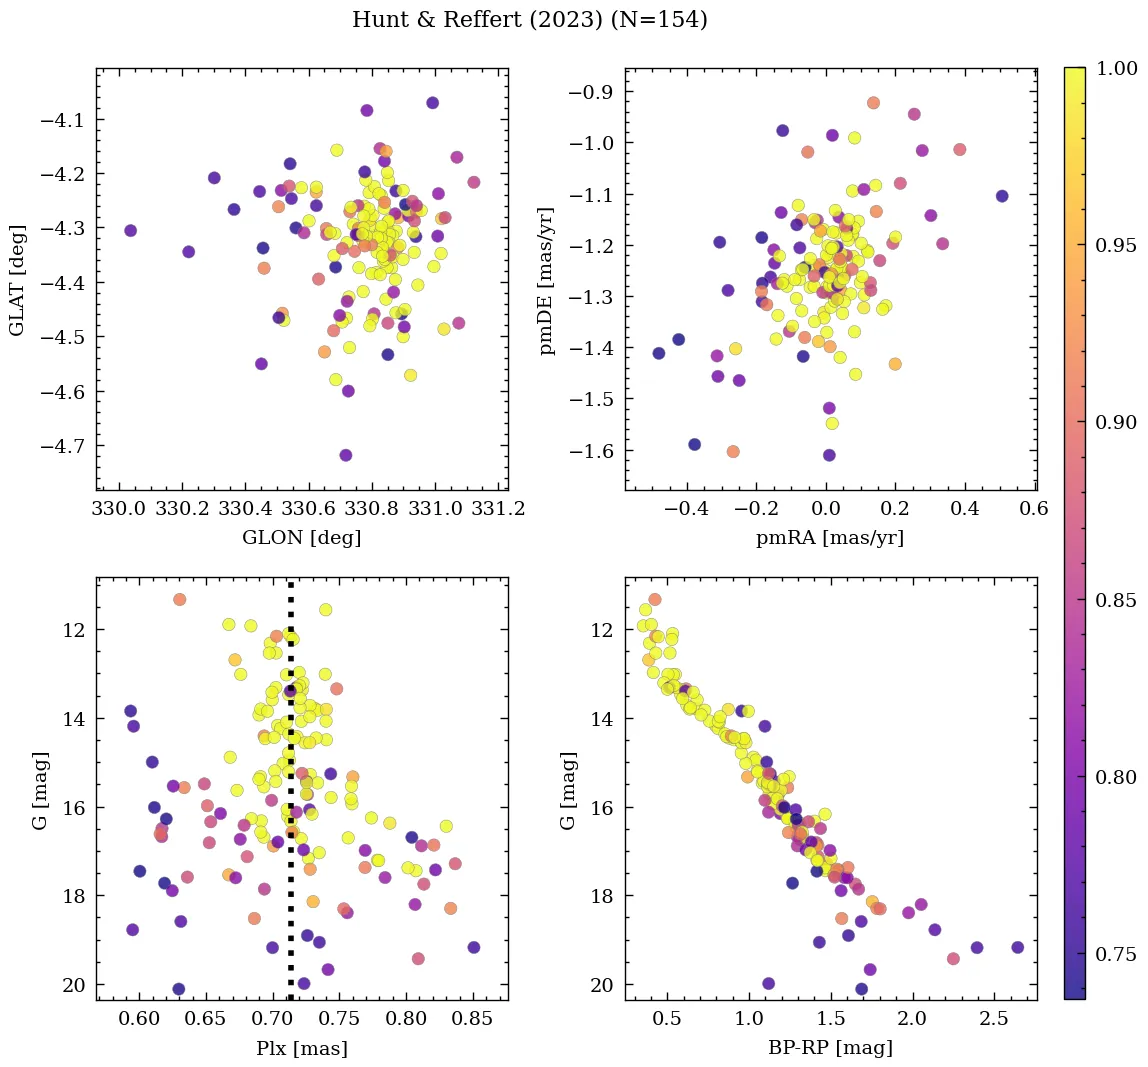 Hunt & Reffert (2023) (N=154)
−4.1
−4.2
−4.3
−4.4
−4.5
−4.6
−4.7
GLAT [deg]
330.0 330.2 330.4 330.6 330.8 331.0 331.2
GLON [deg]
−0.9
−1.0
−1.1
−1.2
−1.3
−1.4
−1.5
−1.6
pmDE [mas/yr]
−0.4 −0.2 0.0 0.2 0.4 0.6
pmRA [mas/yr]
12
14
16
18
20
G [mag]
0.60 0.65 0.70 0.75 0.80 0.85
Plx [mas]
12
14
16
18
20
G [mag]
0.5 1.0 1.5 2.0 2.5
BP-RP [mag]
1.00
0.95
0.90
0.85
0.80
0.75